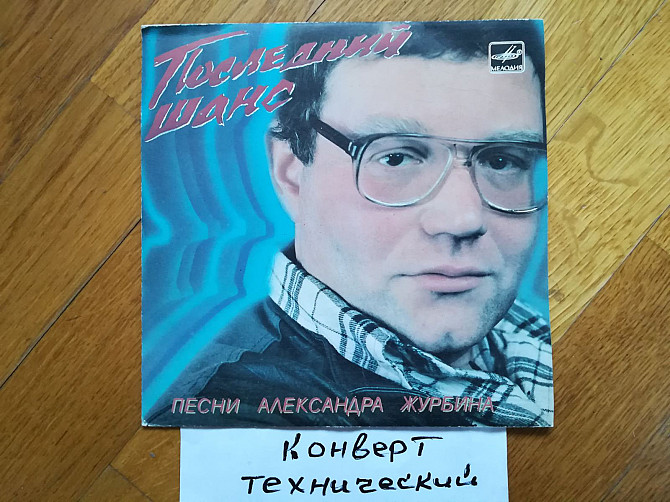 Последний
шанс
МЕЛОДИЯ
ПЕСНИ АЛЕКСАНДРА ЖУРБИНА
Конверт
технический